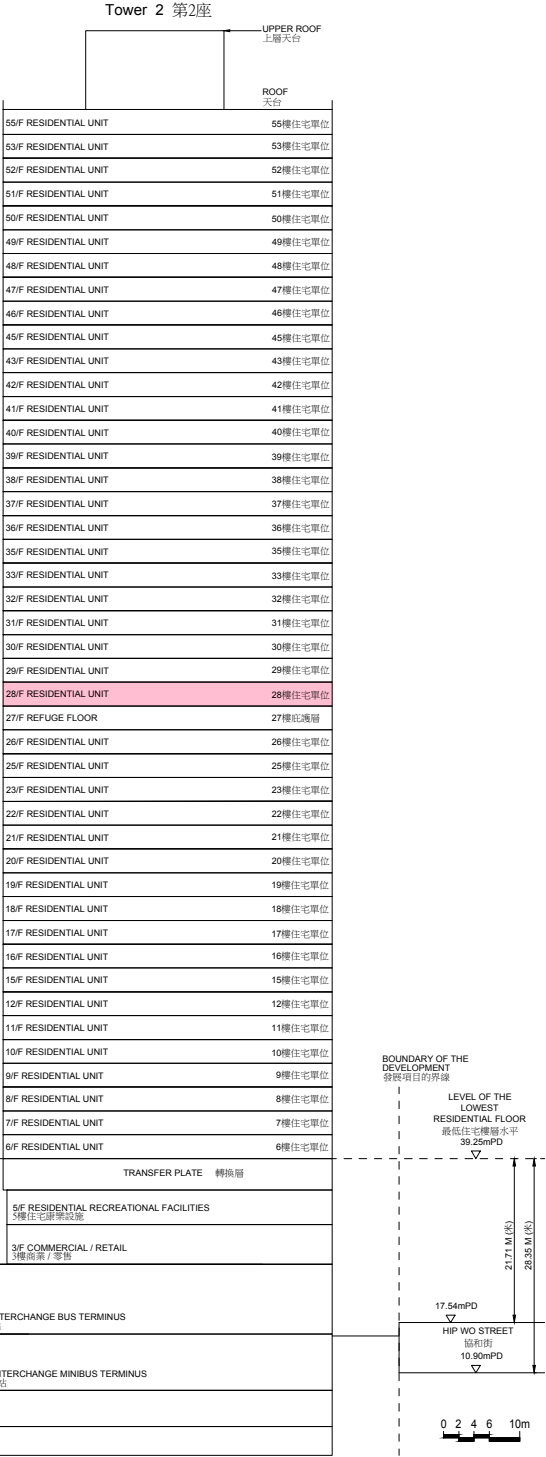 Tower 2 第2座
UPPER ROOF
上層天台
ROOF
天台
55/F RESIDENTIAL UNIT 55樓住宅單位
53/F RESIDENTIAL UNIT 53樓住宅單位
52/F RESIDENTIAL UNIT 52樓住宅單位
51/F RESIDENTIAL UNIT 51樓住宅單位
50/F RESIDENTIAL UNIT 50樓住宅單位
49/F RESIDENTIAL UNIT 49樓住宅單位
48/F RESIDENTIAL UNIT 48樓住宅單位
47/F RESIDENTIAL UNIT 47樓住宅單位
46/F RESIDENTIAL UNIT 46樓住宅單位
45/F RESIDENTIAL UNIT 45樓住宅單位
43/F RESIDENTIAL UNIT 43樓住宅單位
42/F RESIDENTIAL UNIT 42樓住宅單位
41/F RESIDENTIAL UNIT 41樓住宅單位
40/F RESIDENTIAL UNIT 40樓住宅單位
39/F RESIDENTIAL UNIT 39樓住宅單位
38/F RESIDENTIAL UNIT 38樓住宅單位
37/F RESIDENTIAL UNIT 37樓住宅單位
36/F RESIDENTIAL UNIT 36樓住宅單位
35/F RESIDENTIAL UNIT 35樓住宅單位
33/F RESIDENTIAL UNIT 33樓住宅單位
32/F RESIDENTIAL UNIT 32樓住宅單位
31/F RESIDENTIAL UNIT 31樓住宅單位
30/F RESIDENTIAL UNIT 30樓住宅單位
29/F RESIDENTIAL UNIT 29樓住宅單位
28/F RESIDENTIAL UNIT 28樓住宅單位
27/F REFUGE FLOOR 27樓庇護層
26/F RESIDENTIAL UNIT 26樓住宅單位
25/F RESIDENTIAL UNIT 25樓住宅單位
23/F RESIDENTIAL UNIT 23樓住宅單位
22/F RESIDENTIAL UNIT 22樓住宅單位
21/F RESIDENTIAL UNIT 21樓住宅單位
20/F RESIDENTIAL UNIT 20樓住宅單位
19/F RESIDENTIAL UNIT 19樓住宅單位
18/F RESIDENTIAL UNIT 18樓住宅單位
17/F RESIDENTIAL UNIT 17樓住宅單位
16/F RESIDENTIAL UNIT 16樓住宅單位
15/F RESIDENTIAL UNIT 15樓住宅單位
12/F RESIDENTIAL UNIT 12樓住宅單位
11/F RESIDENTIAL UNIT 11樓住宅單位
10/F RESIDENTIAL UNIT 10樓住宅單位
9/F RESIDENTIAL UNIT 9樓住宅單位
8/F RESIDENTIAL UNIT 8樓住宅單位
7/F RESIDENTIAL UNIT 7樓住宅單位
6/F RESIDENTIAL UNIT 6樓住宅單位
BOUNDARY OF THE
DEVELOPMENT
發展項目的界線
LEVEL OF THE
LOWEST
RESIDENTIAL FLOOR
最低住宅樓層水平
39.25mPD
TRANSFER PLATE 轉換層
5/F RESIDENTIAL RECREATIONAL FACILITIES
5樓住宅康樂設施
3/F COMMERCIAL / RETAIL
3樓商業 / 零售
21.71 M (米)
28.35 M (米)
TERCHANGE BUS TERMINUS
17.54mPD
HIP WO STREET
協和街
10.90mPD
NTERCHANGE MINIBUS TERMINUS
站
0 2 4 6 10m